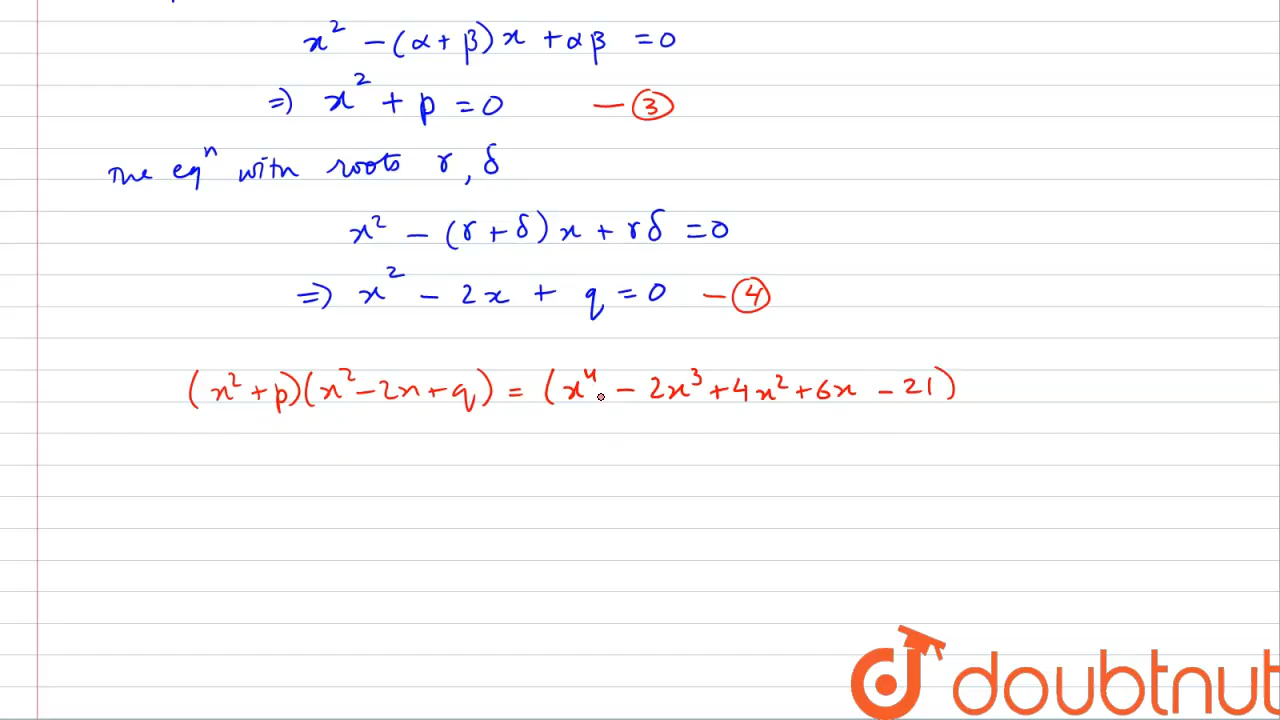 x² - (α + β) x + αβ = 0
⇒ x² + p = 0 - ③
The eqⁿ with roots γ, δ
x² - (γ + δ) x + γδ = 0
⇒ x² - 2x + q = 0 - ④
(x² + p)(x² - 2x + q) = (x⁴ - 2x³ + 4x² + 6x - 21)
doubtnut